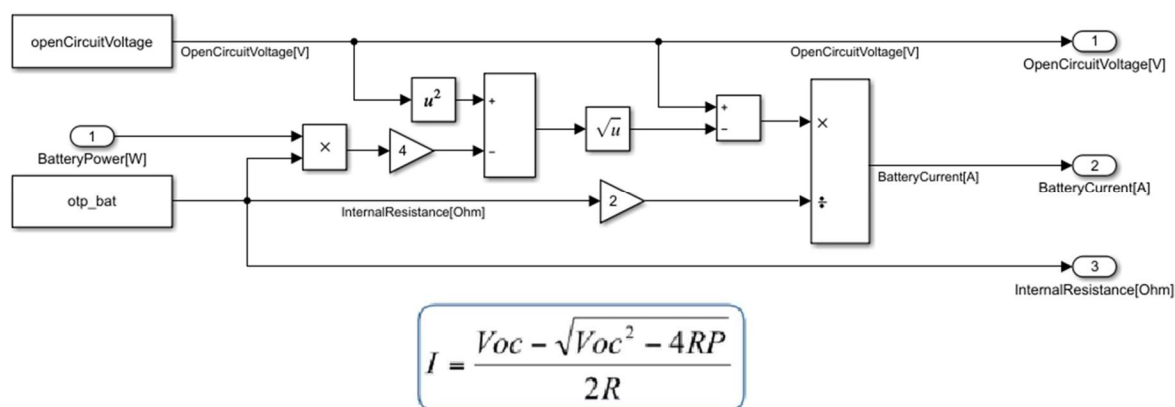 openCircuitVoltage
OpenCircuitVoltage[V]
OpenCircuitVoltage[V]
1
OpenCircuitVoltage[V]
u²
+
−
√u
+
−
×
1
BatteryPower[W]
×
4
BatteryCurrent[A]
2
BatteryCurrent[A]
otp_bat
InternalResistance[Ohm]
2
÷
3
InternalResistance[Ohm]
I = (Voc − √(Voc² − 4RP)) / 2R